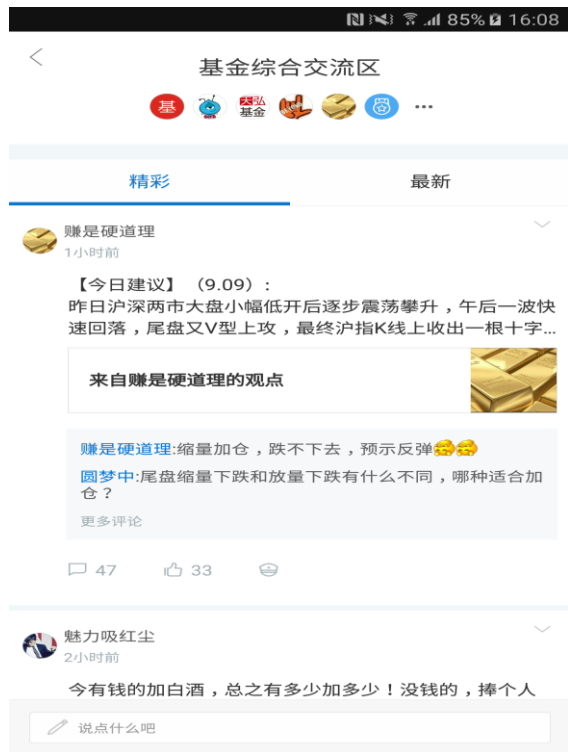 85% 16:08
基金综合交流区
基 大弘基金
精彩 最新
赚是硬道理
1小时前
【今日建议】（9.09）:
昨日沪深两市大盘小幅低开后逐步震荡攀升，午后一波快
速回落，尾盘又V型上攻，最终沪指K线上收出一根十字...
来自赚是硬道理的观点
赚是硬道理:缩量加仓，跌不下去，预示反弹
圆梦中:尾盘缩量下跌和放量下跌有什么不同，哪种适合加
仓？
更多评论
47 33
魅力吸红尘
2小时前
今有钱的加白酒，总之有多少加多少！没钱的，捧个人
说点什么吧